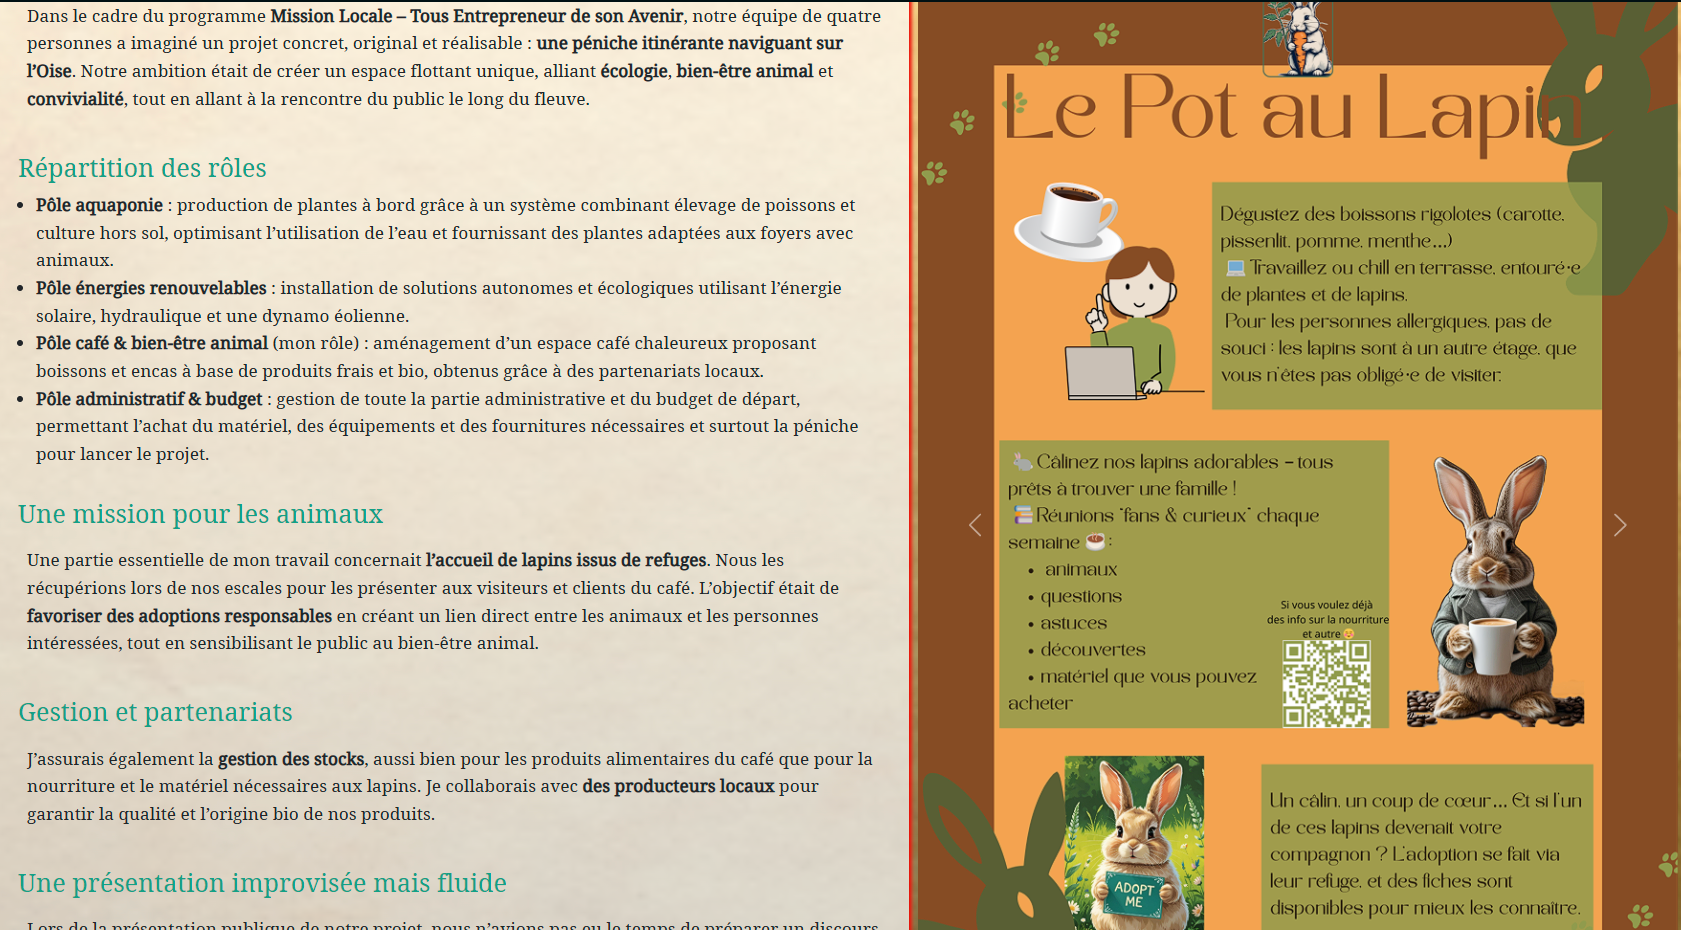 Dans le cadre du programme Mission Locale – Tous Entrepreneur de son Avenir, notre équipe de quatre
personnes a imaginé un projet concret, original et réalisable : une péniche itinérante naviguant sur
l’Oise. Notre ambition était de créer un espace flottant unique, alliant écologie, bien-être animal et
convivialité, tout en allant à la rencontre du public le long du fleuve.
Répartition des rôles
• Pôle aquaponie : production de plantes à bord grâce à un système combinant élevage de poissons et
culture hors sol, optimisant l’utilisation de l’eau et fournissant des plantes adaptées aux foyers avec
animaux.
• Pôle énergies renouvelables : installation de solutions autonomes et écologiques utilisant l’énergie
solaire, hydraulique et une dynamo éolienne.
• Pôle café & bien-être animal (mon rôle) : aménagement d’un espace café chaleureux proposant
boissons et encas à base de produits frais et bio, obtenus grâce à des partenariats locaux.
• Pôle administratif & budget : gestion de toute la partie administrative et du budget de départ,
permettant l’achat du matériel, des équipements et des fournitures nécessaires et surtout la péniche
pour lancer le projet.
Une mission pour les animaux
Une partie essentielle de mon travail concernait l’accueil de lapins issus de refuges. Nous les
récupérions lors de nos escales pour les présenter aux visiteurs et clients du café. L’objectif était de
favoriser des adoptions responsables en créant un lien direct entre les animaux et les personnes
intéressées, tout en sensibilisant le public au bien-être animal.
Gestion et partenariats
J’assurais également la gestion des stocks, aussi bien pour les produits alimentaires du café que pour la
nourriture et le matériel nécessaires aux lapins. Je collaborais avec des producteurs locaux pour
garantir la qualité et l’origine bio de nos produits.
Une présentation improvisée mais fluide
Lors de la présentation publique de notre projet, nous n’avions pas eu le temps de préparer un discours
Le Pot au Lapin
Dégustez des boissons rigolotes (carotte,
pissenlit, pomme, menthe…)
💻 Travaillez ou chill en terrasse, entouré·e
de plantes et de lapins.
Pour les personnes allergiques, pas de
souci : les lapins sont à un autre étage, que
vous n'êtes pas obligé·e de visiter.
🐇 Câlinez nos lapins adorables – tous
prêts à trouver une famille !
📚 Réunions "fans & curieux" chaque
semaine ☕ :
• animaux
• questions
• astuces
• découvertes
• matériel que vous pouvez
acheter
Si vous voulez déjà
des info sur la nourriture
et autre 🤗
ADOPT
ME
Un câlin, un coup de cœur… Et si l'un
de ces lapins devenait votre
compagnon ? L'adoption se fait via
leur refuge, et des fiches sont
disponibles pour mieux les connaître.